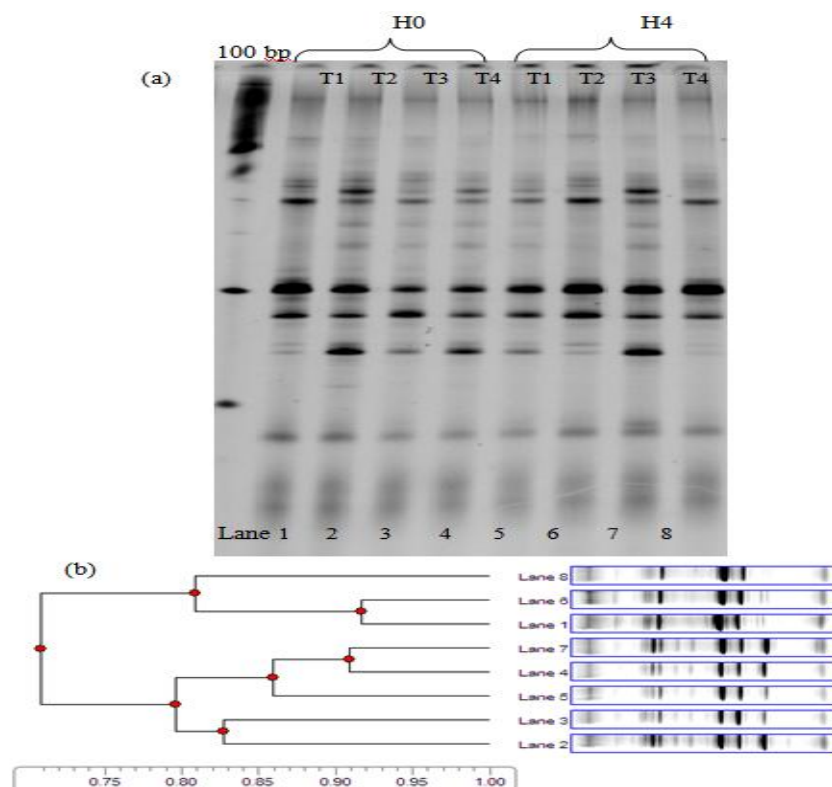 H0 H4
100 bp
(a) T1 T2 T3 T4 T1 T2 T3 T4
Lane 1 2 3 4 5 6 7 8
(b)
Lane 8
Lane 6
Lane 1
Lane 7
Lane 4
Lane 5
Lane 3
Lane 2
0.75 0.80 0.85 0.90 0.95 1.00